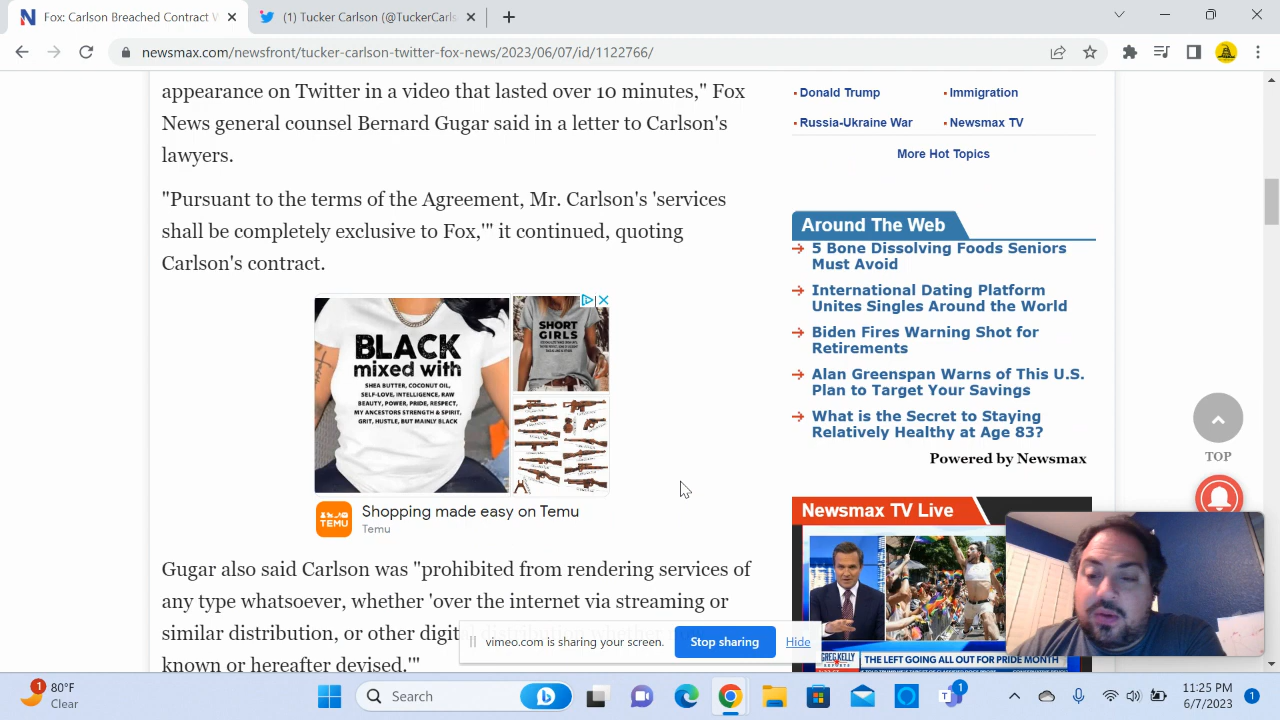 Fox: Carlson Breached Contract W
(1) Tucker Carlson (@TuckerCarls
newsmax.com/newsfront/tucker-carlson-twitter-fox-news/2023/06/07/id/1122766/
appearance on Twitter in a video that lasted over 10 minutes," Fox
News general counsel Bernard Gugar said in a letter to Carlson's
lawyers.
"Pursuant to the terms of the Agreement, Mr. Carlson's 'services
shall be completely exclusive to Fox,'" it continued, quoting
Carlson's contract.
BLACK
mixed with
SHEA BUTTER, COCONUT OIL,
SELF-LOVE, INTELLIGENCE, RAW
BEAUTY, POWER, PRIDE, RESPECT,
MY ANCESTORS STRENGTH & SPIRIT,
GRIT, HUSTLE, BUT MAINLY BLACK
SHORT
GIRLS
TEMU
Shopping made easy on Temu
Temu
Gugar also said Carlson was "prohibited from rendering services of
any type whatsoever, whether 'over the internet via streaming or
similar distribution, or other digit
known or hereafter devised.'"
Donald Trump
Immigration
Russia-Ukraine War
Newsmax TV
More Hot Topics
Around The Web
5 Bone Dissolving Foods Seniors
Must Avoid
International Dating Platform
Unites Singles Around the World
Biden Fires Warning Shot for
Retirements
Alan Greenspan Warns of This U.S.
Plan to Target Your Savings
What is the Secret to Staying
Relatively Healthy at Age 83?
Powered by Newsmax
TOP
Newsmax TV Live
GREG KELLY
REPORTS
THE LEFT GOING ALL OUT FOR PRIDE MONTH
vimeo.com is sharing your screen.
Stop sharing
Hide
1
80°F
Clear
Search
1
11:25 PM
6/7/2023
1